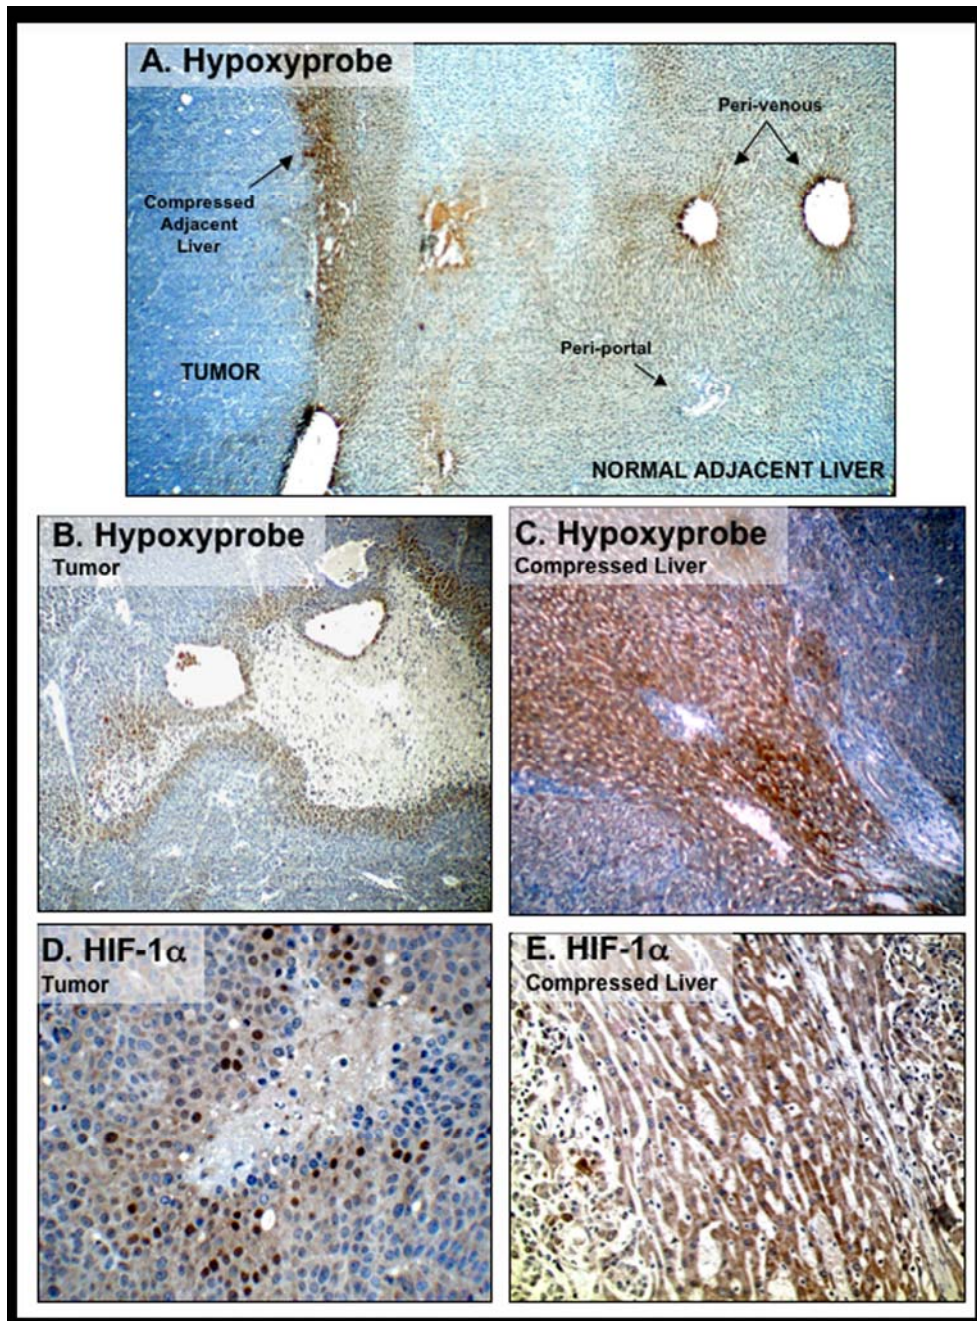 A. Hypoxyprobe
Peri-venous
Compressed
Adjacent
Liver
Peri-portal
TUMOR
NORMAL ADJACENT LIVER
B. Hypoxyprobe
Tumor
C. Hypoxyprobe
Compressed Liver
D. HIF-1α
Tumor
E. HIF-1α
Compressed Liver